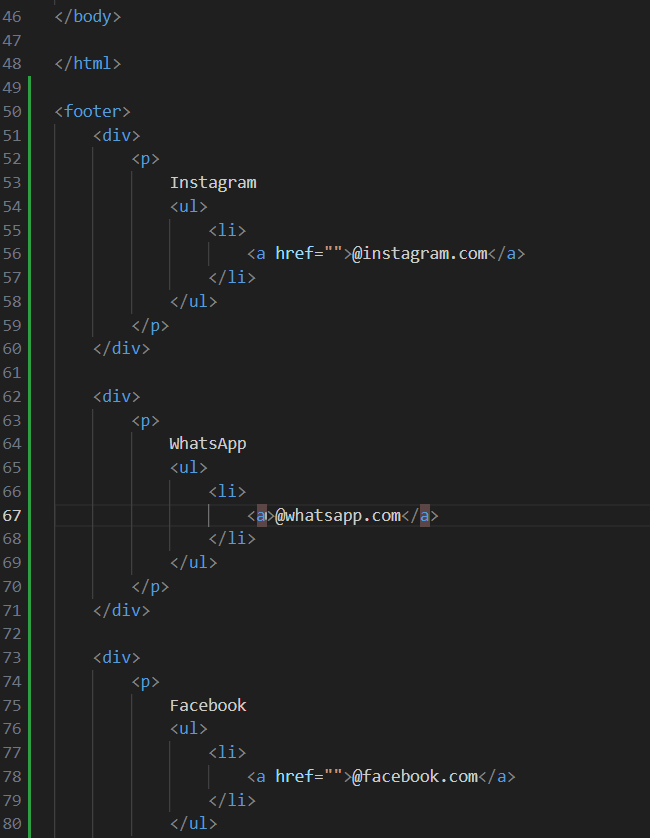 46 </body>
47
48 </html>
49
50 <footer>
51 <div>
52 <p>
53 Instagram
54 <ul>
55 <li>
56 <a href="">@instagram.com</a>
57 </li>
58 </ul>
59 </p>
60 </div>
61
62 <div>
63 <p>
64 WhatsApp
65 <ul>
66 <li>
67 <a>@whatsapp.com</a>
68 </li>
69 </ul>
70 </p>
71 </div>
72
73 <div>
74 <p>
75 Facebook
76 <ul>
77 <li>
78 <a href="">@facebook.com</a>
79 </li>
80 </ul>